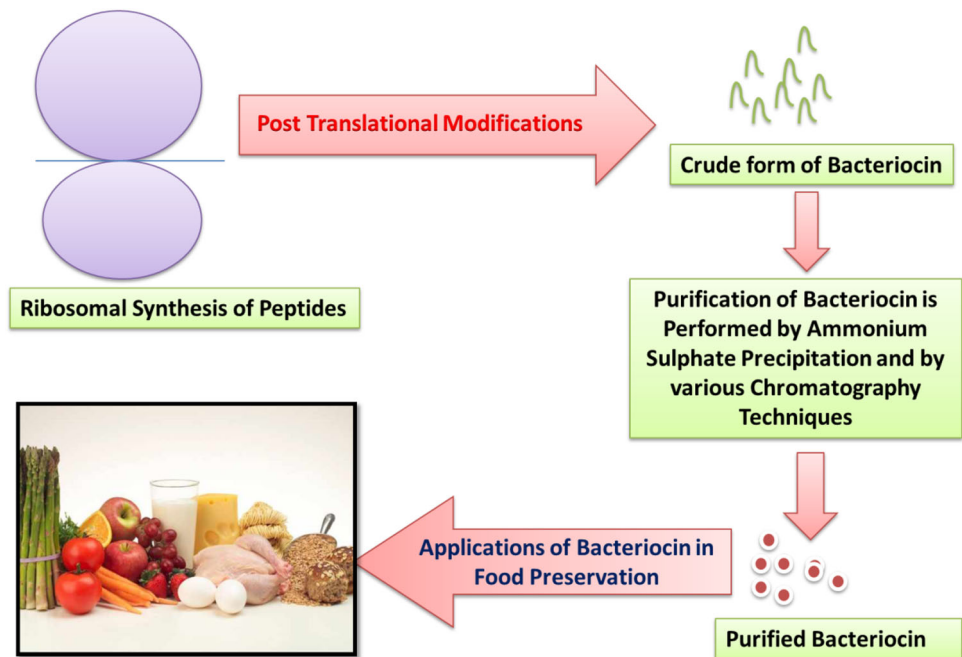 Post Translational Modifications
Crude form of Bacteriocin
Ribosomal Synthesis of Peptides
Purification of Bacteriocin is
Performed by Ammonium
Sulphate Precipitation and by
various Chromatography
Techniques
Applications of Bacteriocin in
Food Preservation
Purified Bacteriocin